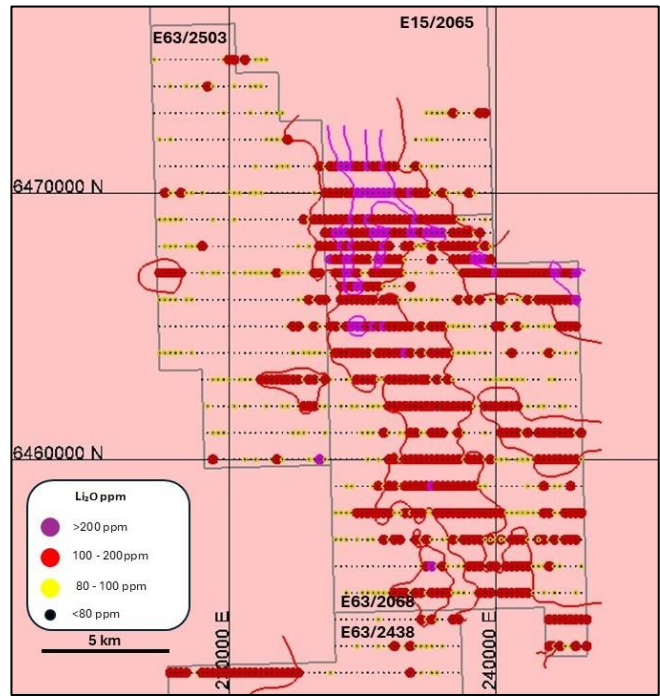 E15/2065
E63/2503
6470000 N
6460000 N
Li₂O ppm
>200 ppm
100 - 200ppm
80 - 100 ppm
<80 ppm
5 km
E63/2068
E63/2438
240000 E